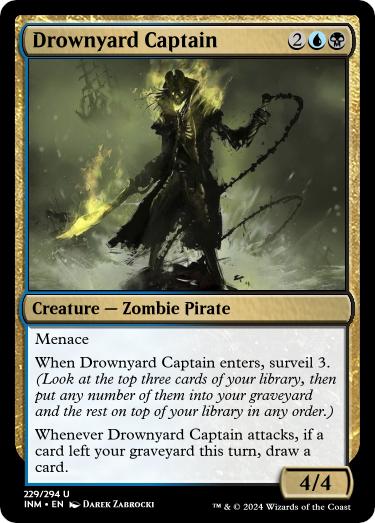 Drownyard Captain 2
Creature — Zombie Pirate
Menace
When Drownyard Captain enters, surveil 3.
(Look at the top three cards of your library, then
put any number of them into your graveyard
and the rest on top of your library in any order.)
Whenever Drownyard Captain attacks, if a
card left your graveyard this turn, draw a
card.
4/4
229/294 U
INM • EN Darek Zabrocki
™ & © 2024 Wizards of the Coast